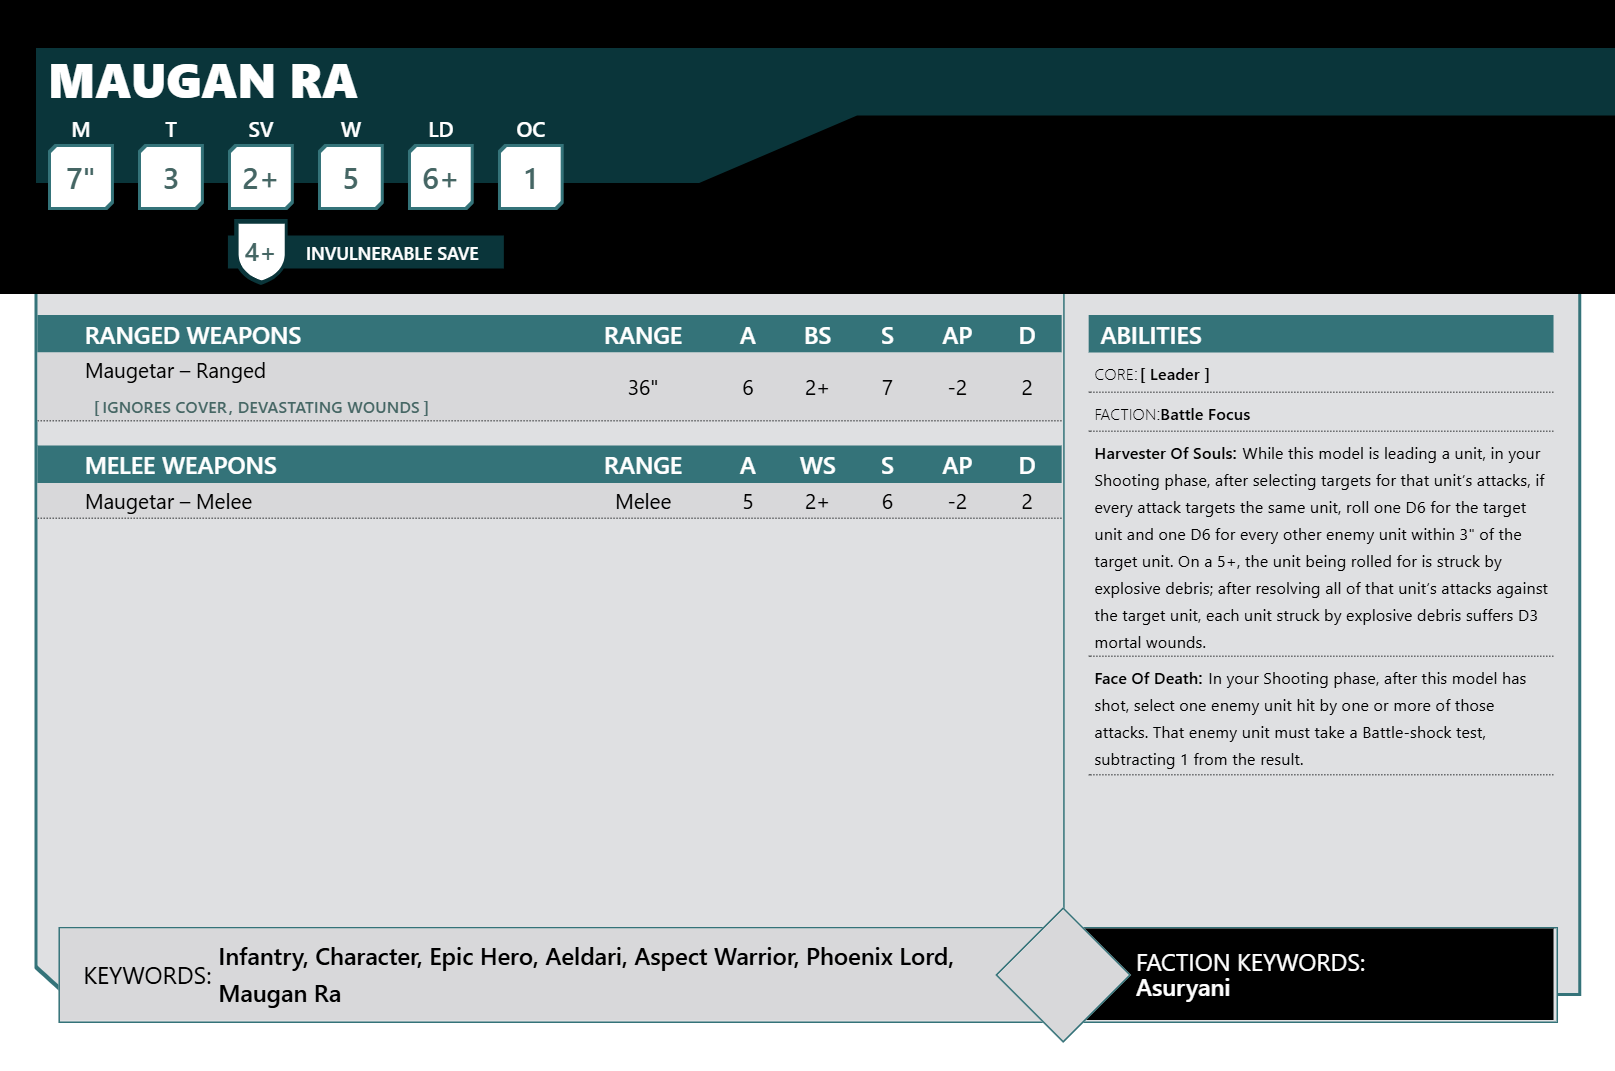 MAUGAN RA
M T SV W LD OC
7" 3 2+ 5 6+ 1
4+ INVULNERABLE SAVE
RANGED WEAPONS RANGE A BS S AP D
Maugetar – Ranged
36" 6 2+ 7 -2 2
[ IGNORES COVER, DEVASTATING WOUNDS ]
MELEE WEAPONS RANGE A WS S AP D
Maugetar – Melee Melee 5 2+ 6 -2 2
ABILITIES
CORE: [ Leader ]
FACTION:Battle Focus
Harvester Of Souls: While this model is leading a unit, in your
Shooting phase, after selecting targets for that unit’s attacks, if
every attack targets the same unit, roll one D6 for the target
unit and one D6 for every other enemy unit within 3" of the
target unit. On a 5+, the unit being rolled for is struck by
explosive debris; after resolving all of that unit’s attacks against
the target unit, each unit struck by explosive debris suffers D3
mortal wounds.
Face Of Death: In your Shooting phase, after this model has
shot, select one enemy unit hit by one or more of those
attacks. That enemy unit must take a Battle-shock test,
subtracting 1 from the result.
KEYWORDS: Infantry, Character, Epic Hero, Aeldari, Aspect Warrior, Phoenix Lord,
Maugan Ra
FACTION KEYWORDS:
Asuryani